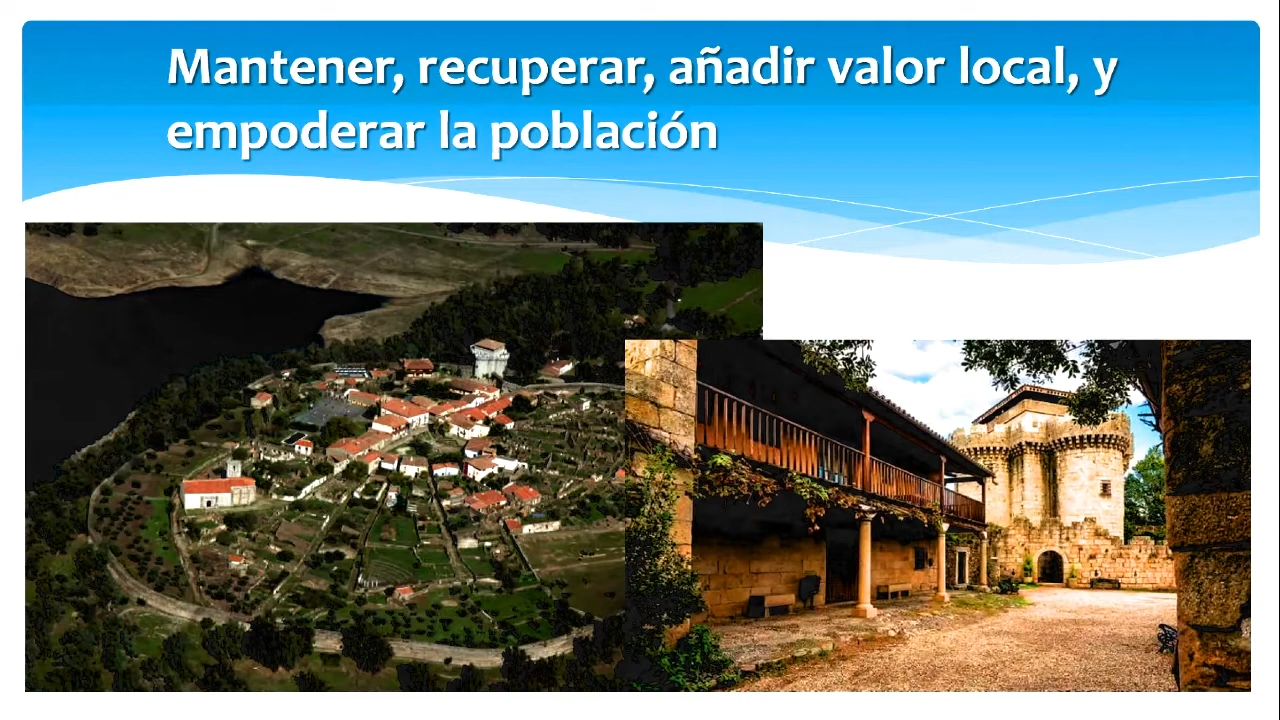 Mantener, recuperar, añadir valor local, y
empoderar la población